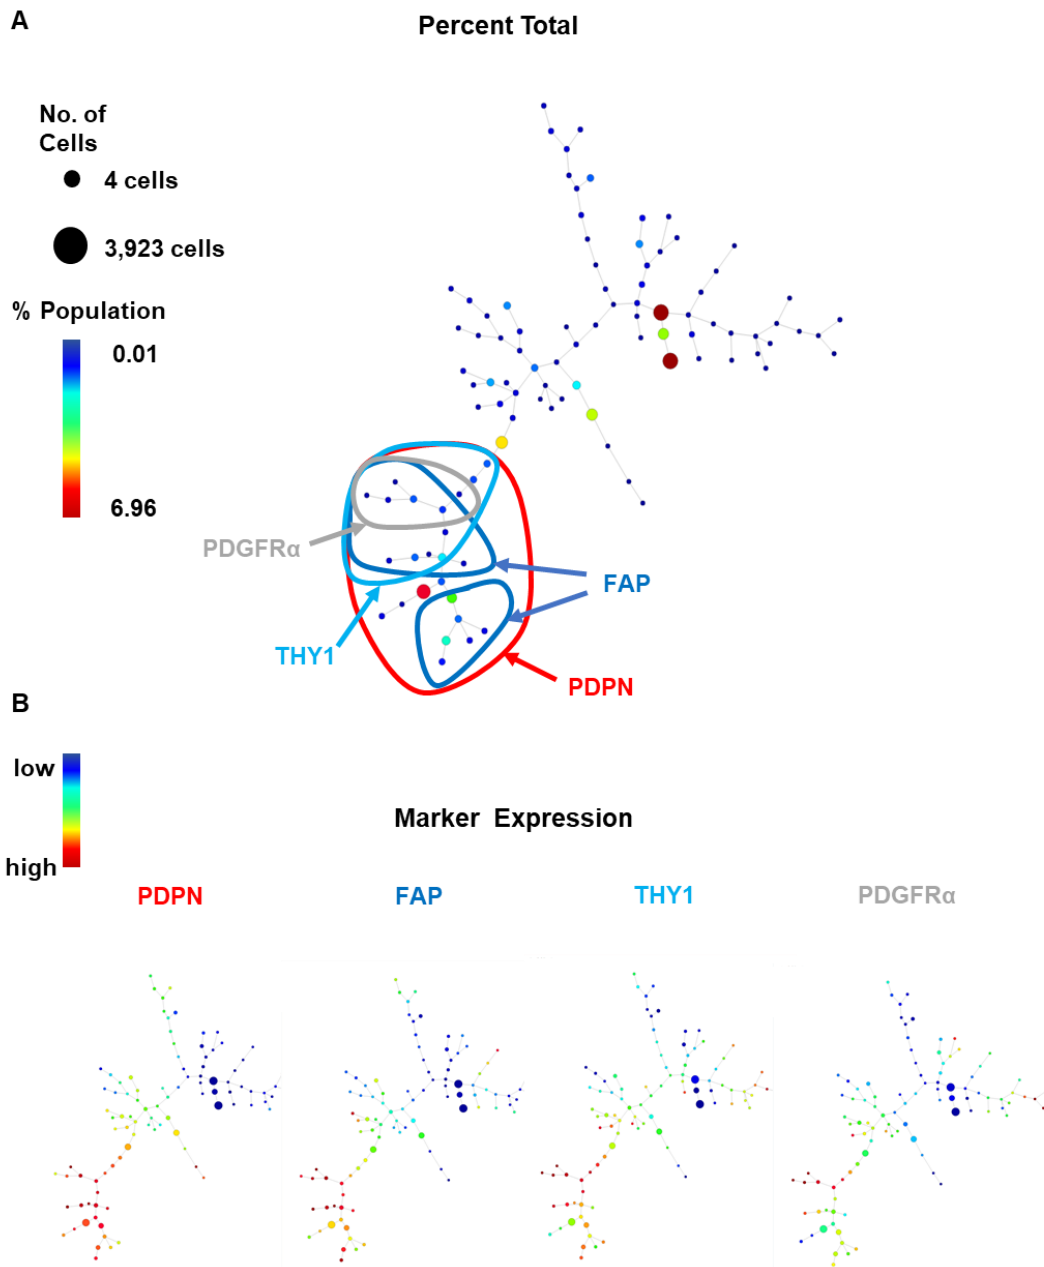 A
Percent Total
No. of
Cells
4 cells
3,923 cells
% Population
0.01
6.96
PDGFRα
FAP
THY1
PDPN
B
low
high
Marker Expression
PDPN
FAP
THY1
PDGFRα